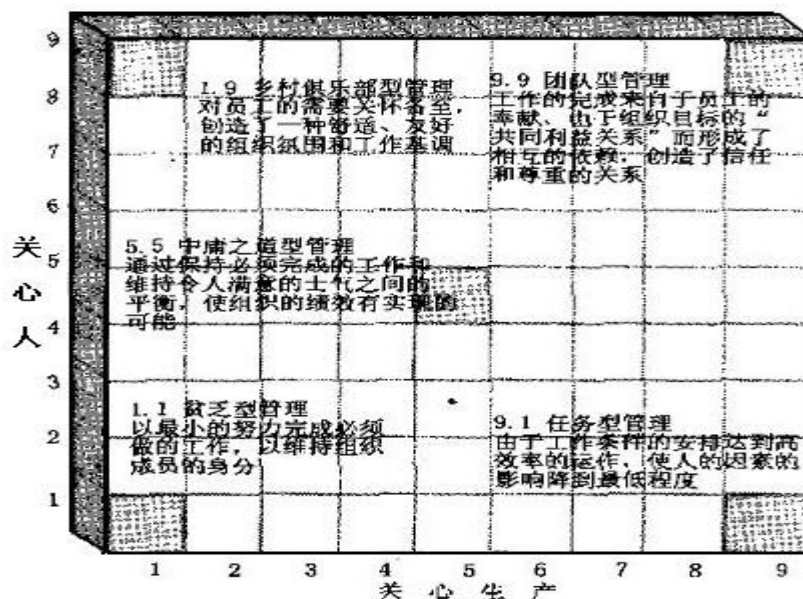 1.9 乡村俱乐部型管理
对员工的需要关怀备至,
创造了一种舒适、友好
的组织氛围和工作基调
9.9 团队型管理
工作的完成来自于员工的
奉献、由于组织目标的“
共同利益关系”而形成了
相互的依赖, 创造了信任
和尊重的关系
5.5 中庸之道型管理
通过保持必须完成的工作和
维持令人满意的士气之间的
平衡, 使组织的绩效有实现的
可能
1.1 贫乏型管理
以最小的努力完成必须
做的工作, 以维持组织
成员的身分
9.1 任务型管理
由于工作条件的安排达到高
效率的运作, 使人的因素的
影响降到最低程度
关心人
9
8
7
6
5
4
3
2
1
1 2 3 4 5 6 7 8 9
关心生产